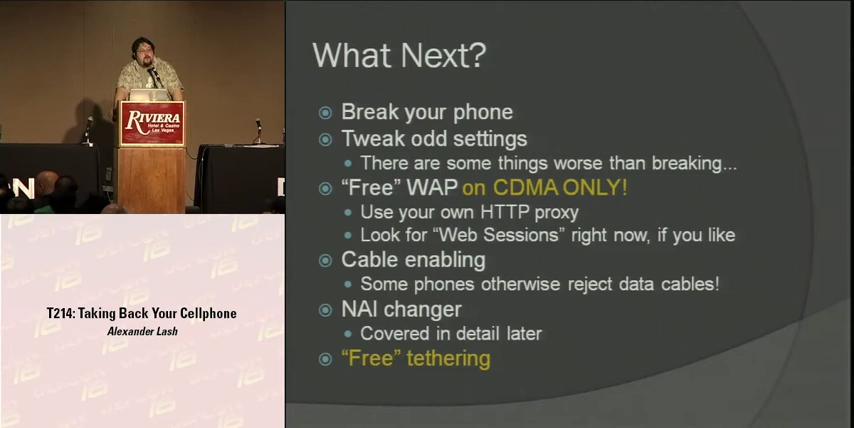 RIVIERA
Hotel & Casino
Las Vegas
T214: Taking Back Your Cellphone
Alexander Lash
What Next?
Break your phone
Tweak odd settings
There are some things worse than breaking...
“Free” WAP on CDMA ONLY!
Use your own HTTP proxy
Look for “Web Sessions” right now, if you like
Cable enabling
Some phones otherwise reject data cables!
NAI changer
Covered in detail later
“Free” tethering